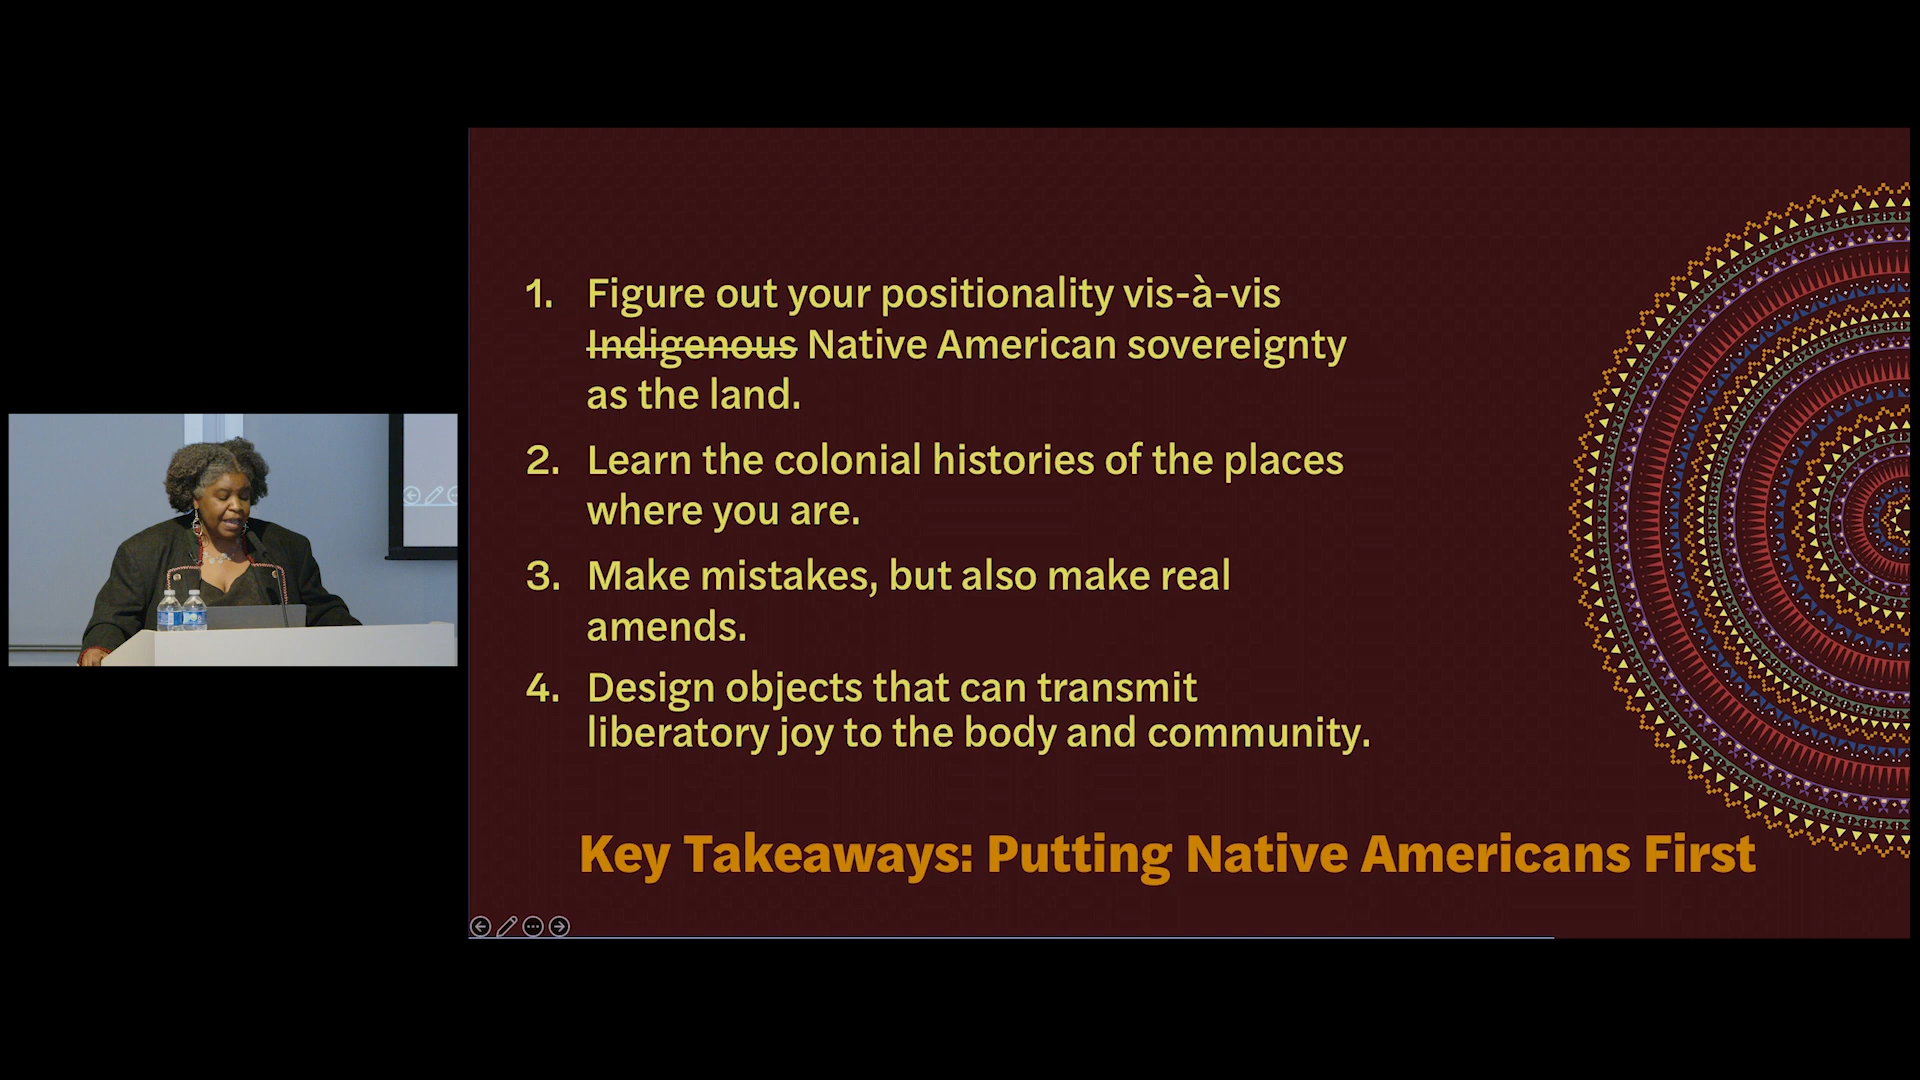 1. Figure out your positionality vis-à-vis
Indigenous Native American sovereignty
as the land.
2. Learn the colonial histories of the places
where you are.
3. Make mistakes, but also make real
amends.
4. Design objects that can transmit
liberatory joy to the body and community.
Key Takeaways: Putting Native Americans First